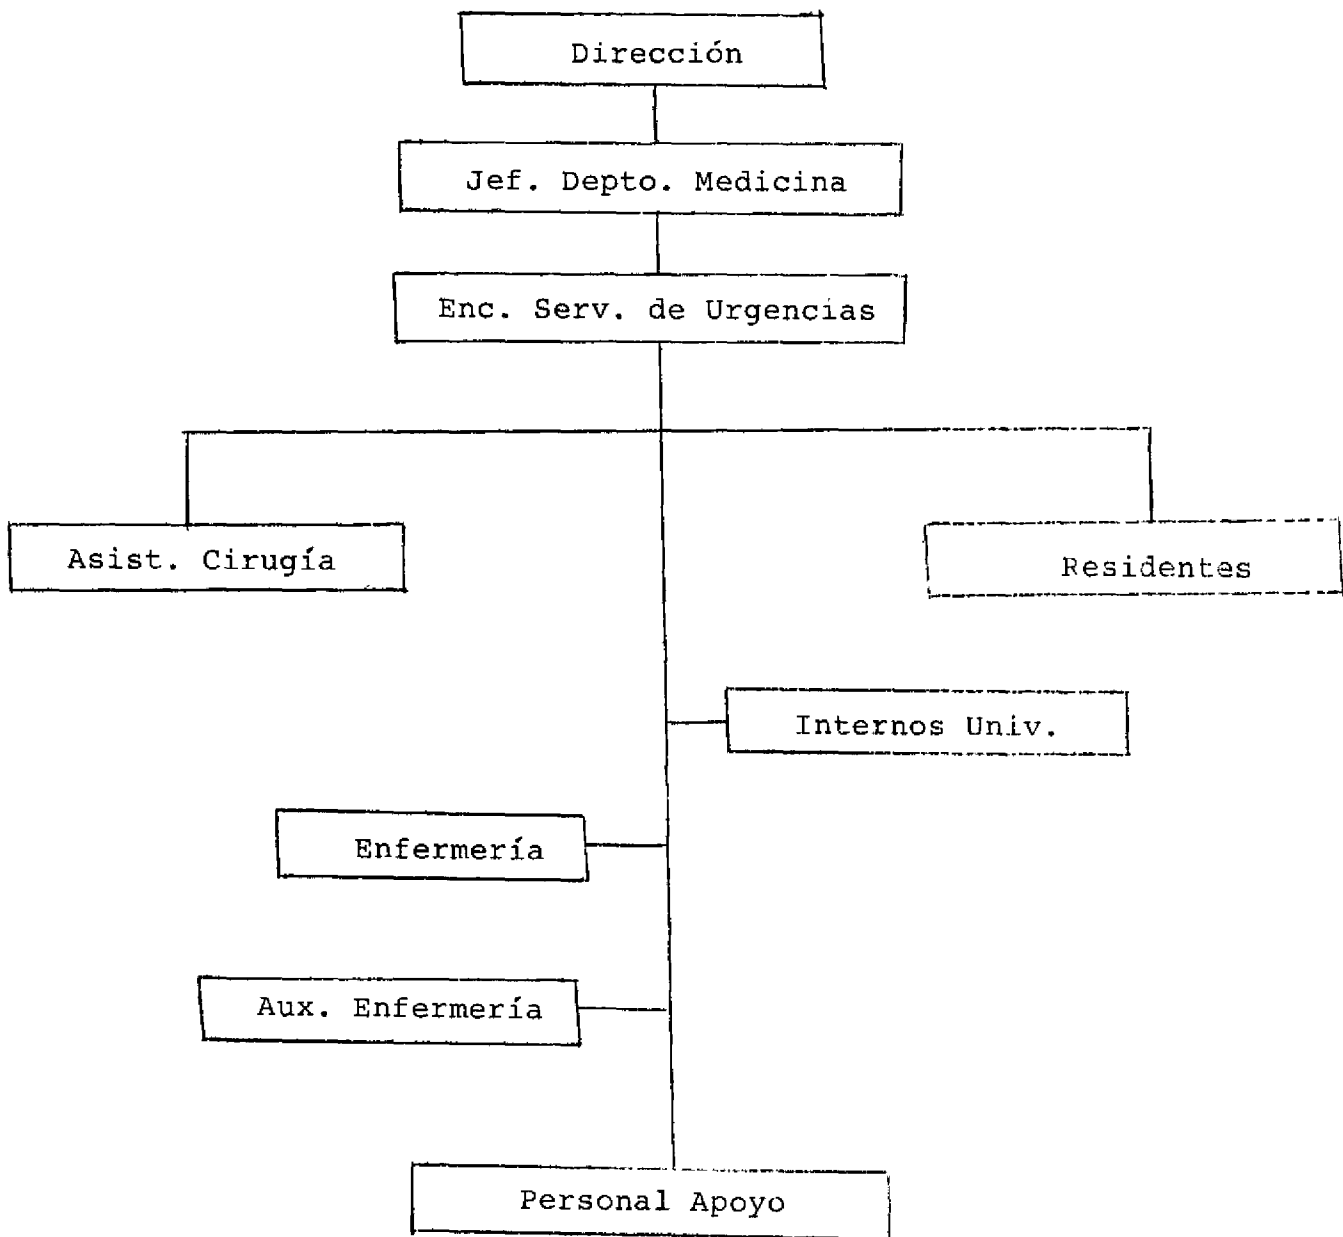 Dirección
Jef. Depto. Medicina
Enc. Serv. de Urgencias
Asist. Cirugía
Residentes
Internos Univ.
Enfermería
Aux. Enfermería
Personal Apoyo